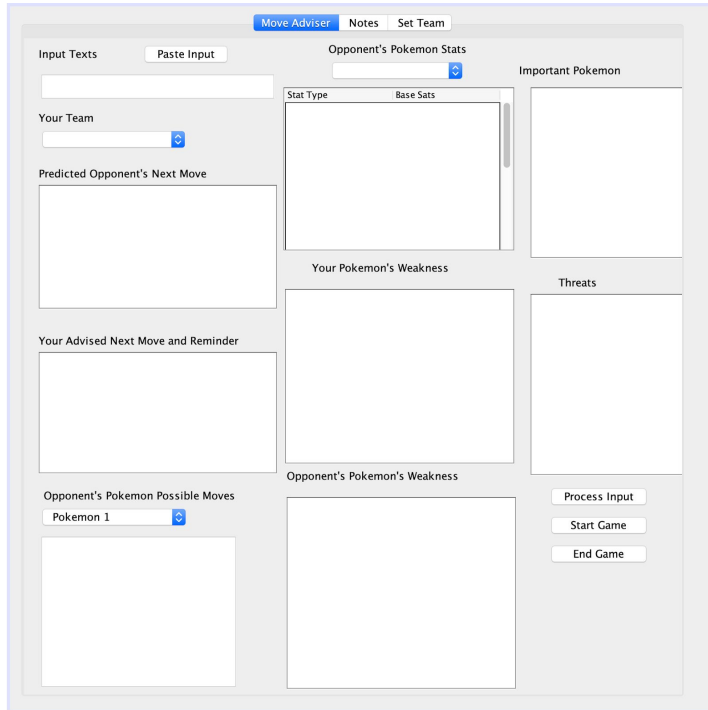 Move Adviser Notes Set Team
Input Texts Paste Input
Your Team
Predicted Opponent's Next Move
Your Advised Next Move and Reminder
Opponent's Pokemon Possible Moves
Pokemon 1
Opponent's Pokemon Stats
Stat Type Base Sats
Your Pokemon's Weakness
Opponent's Pokemon's Weakness
Important Pokemon
Threats
Process Input
Start Game
End Game